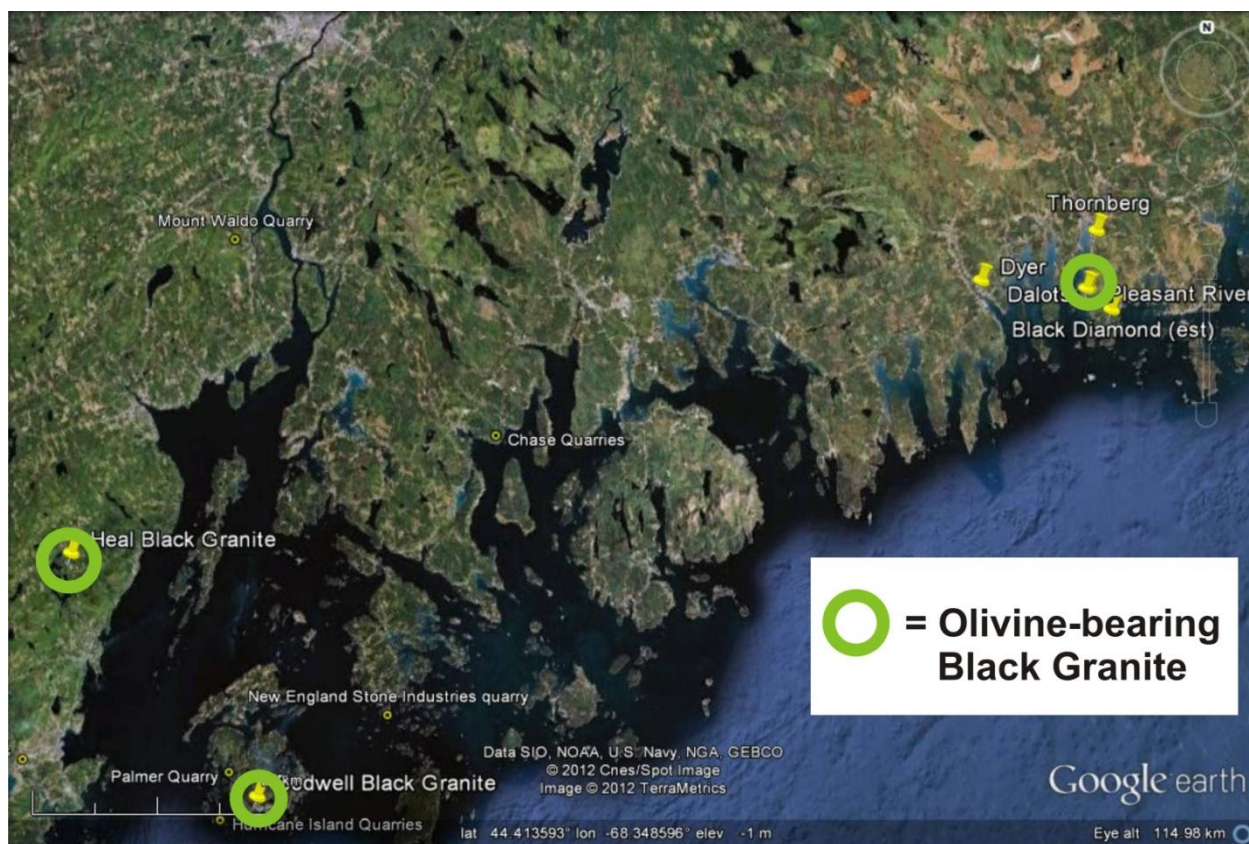 N
Mount Waldo Quarry
Thornberg
Dyer
Dalots Pleasant River
Black Diamond (est)
Chase Quarries
Heal Black Granite
= Olivine-bearing
Black Granite
New England Stone Industries quarry
Data SIO, NOAA, U.S. Navy, NGA, GEBCO
© 2012 Cnes/Spot Image
Image © 2012 TerraMetrics
Google earth
Palmer Quarry
Black Granite
Hurricane Island Quarries
lat 44.413593° lon -68.348596° elev -1 m
Eye alt 114.98 km